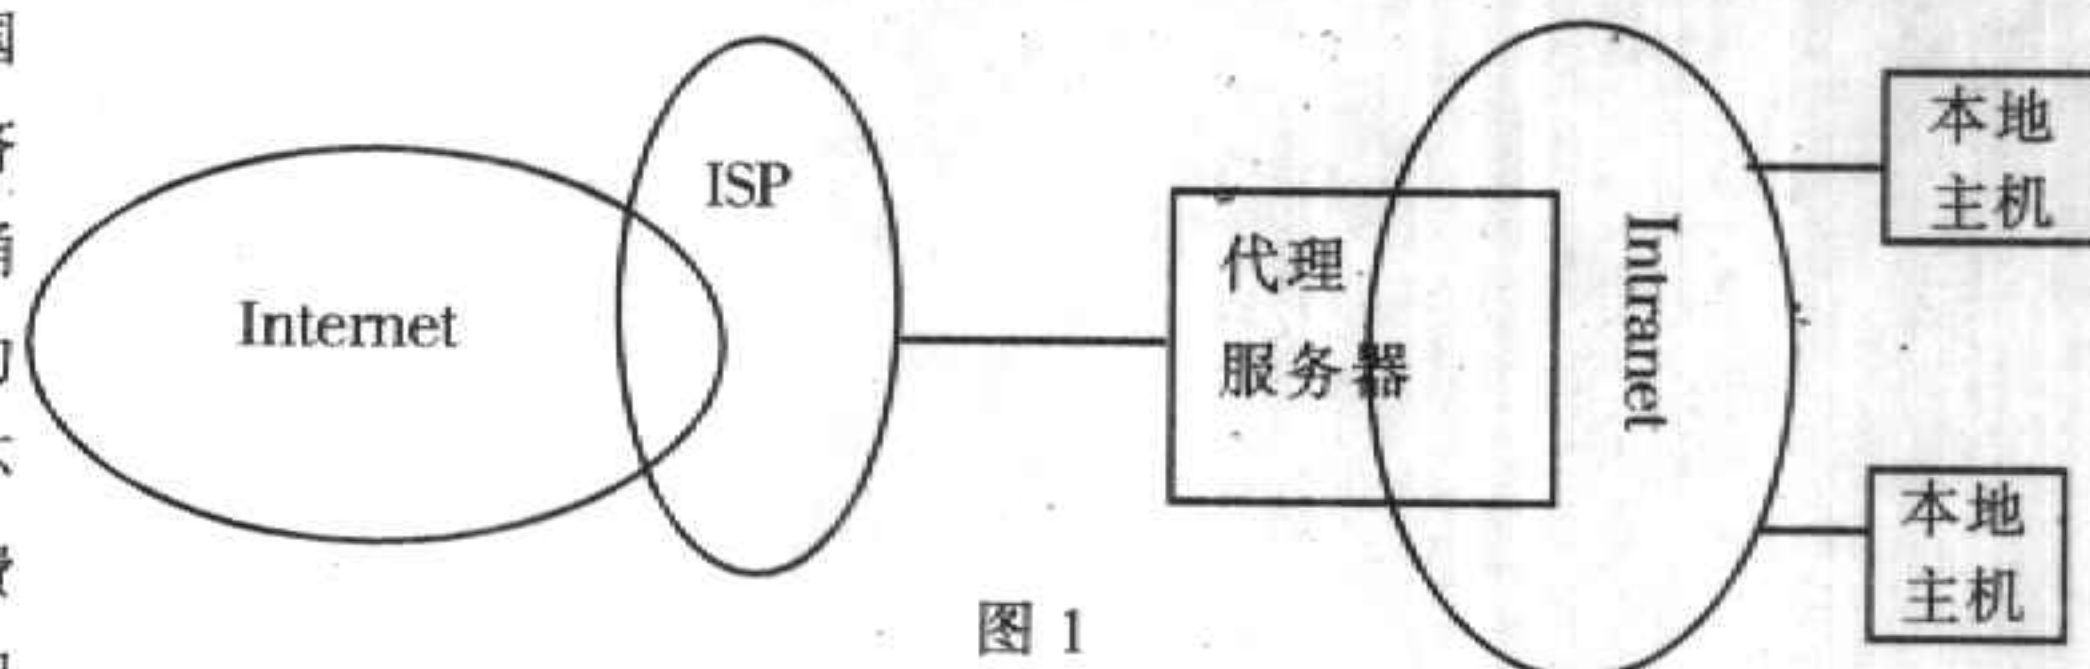 Internet
ISP
代理
服务器
Intranet
本地
主机
本地
主机
图 1